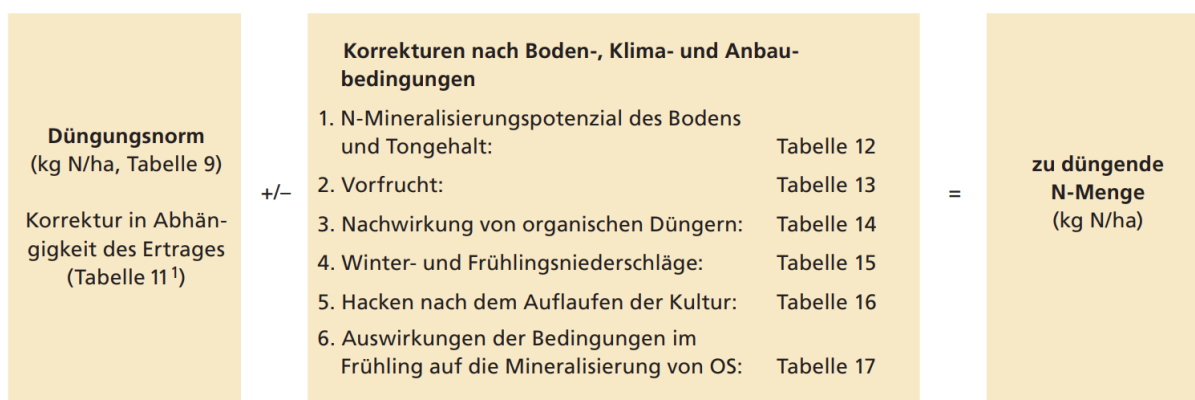 Düngungsnorm
(kg N/ha, Tabelle 9)
Korrektur in Abhän-
gigkeit des Ertrages
(Tabelle 11¹)
+/–
Korrekturen nach Boden-, Klima- und Anbau-
bedingungen
1. N-Mineralisierungspotenzial des Bodens
und Tongehalt: Tabelle 12
2. Vorfrucht: Tabelle 13
3. Nachwirkung von organischen Düngern: Tabelle 14
4. Winter- und Frühlingsniederschläge: Tabelle 15
5. Hacken nach dem Auflaufen der Kultur: Tabelle 16
6. Auswirkungen der Bedingungen im
Frühling auf die Mineralisierung von OS: Tabelle 17
=
zu düngende
N-Menge
(kg N/ha)